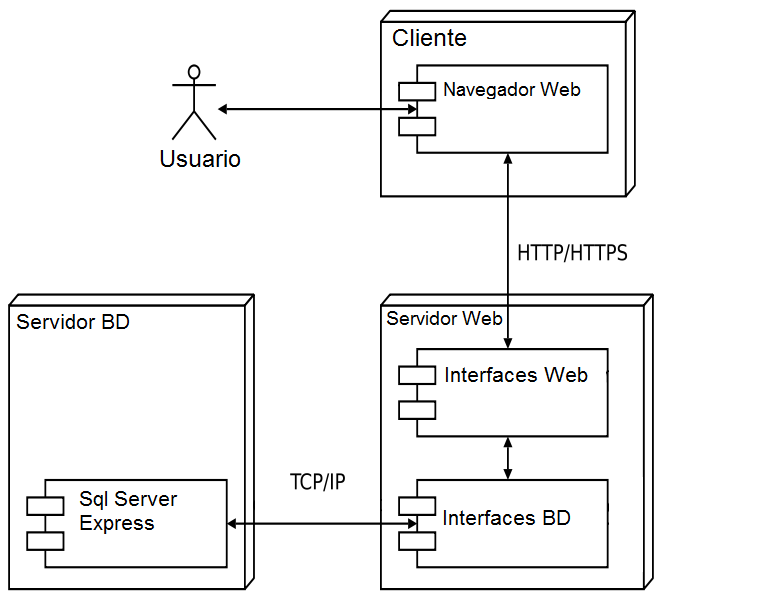 Cliente
Navegador Web
Usuario
HTTP/HTTPS
Servidor BD
Servidor Web
Interfaces Web
TCP/IP
Sql Server
Express
Interfaces BD